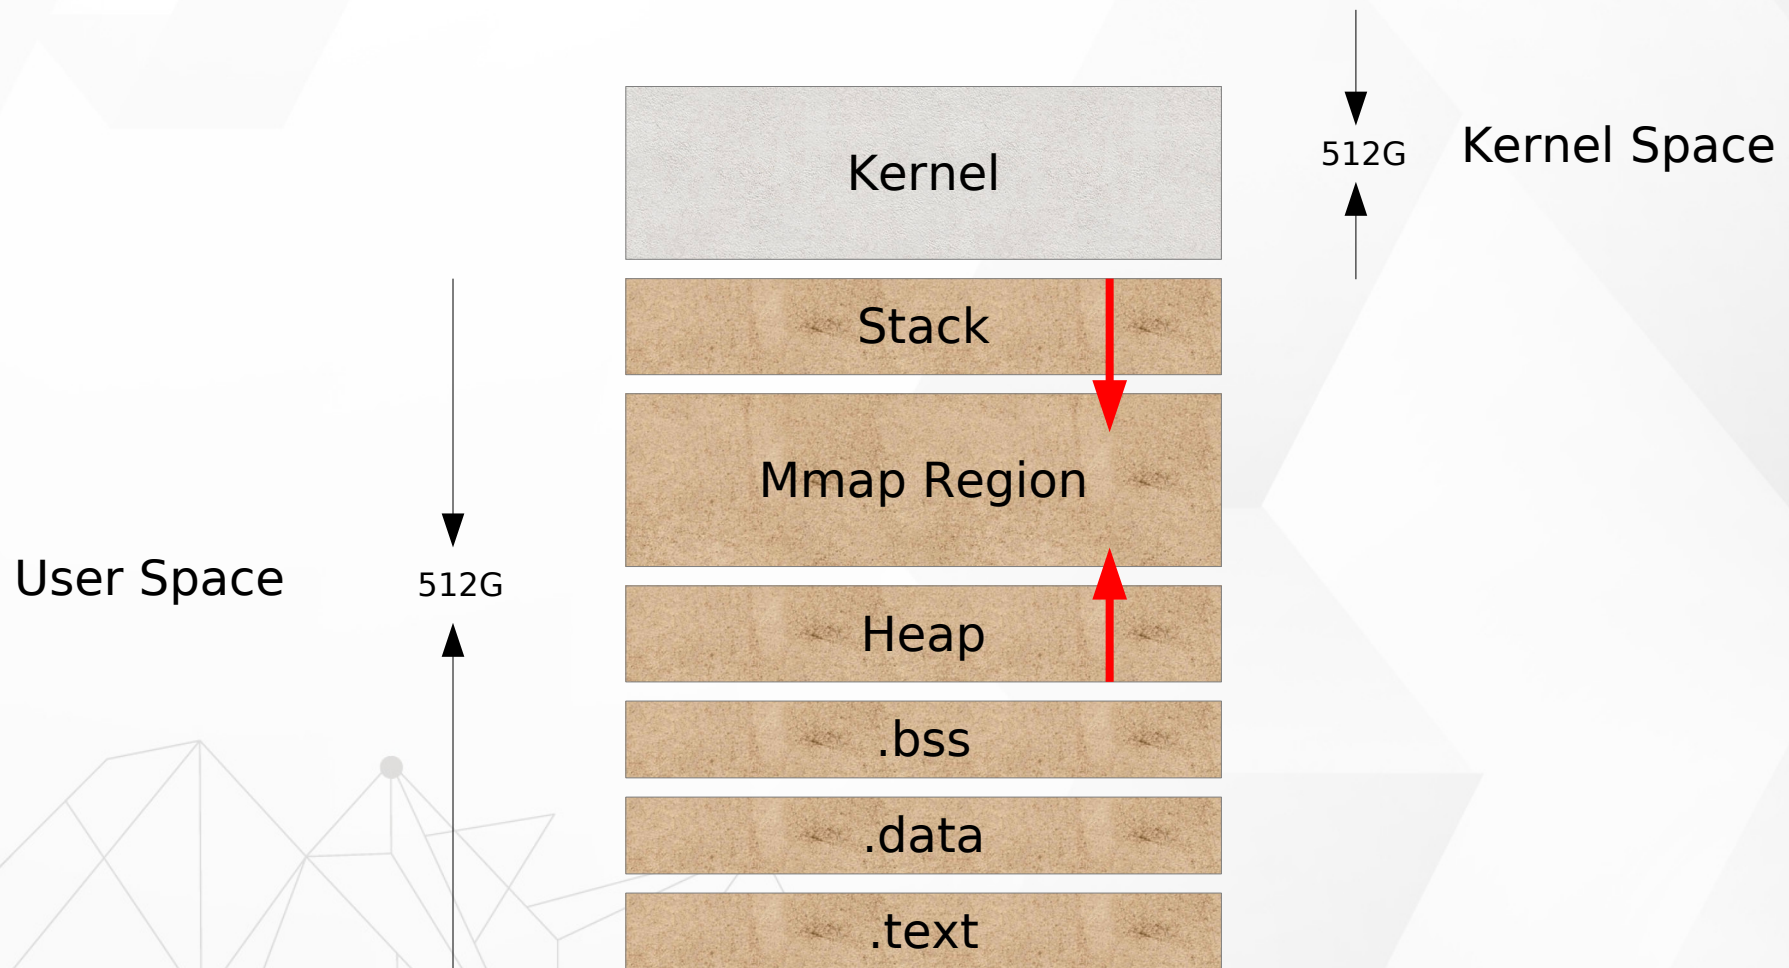 Kernel
512G
Kernel Space
Stack
Mmap Region
User Space
512G
Heap
.bss
.data
.text